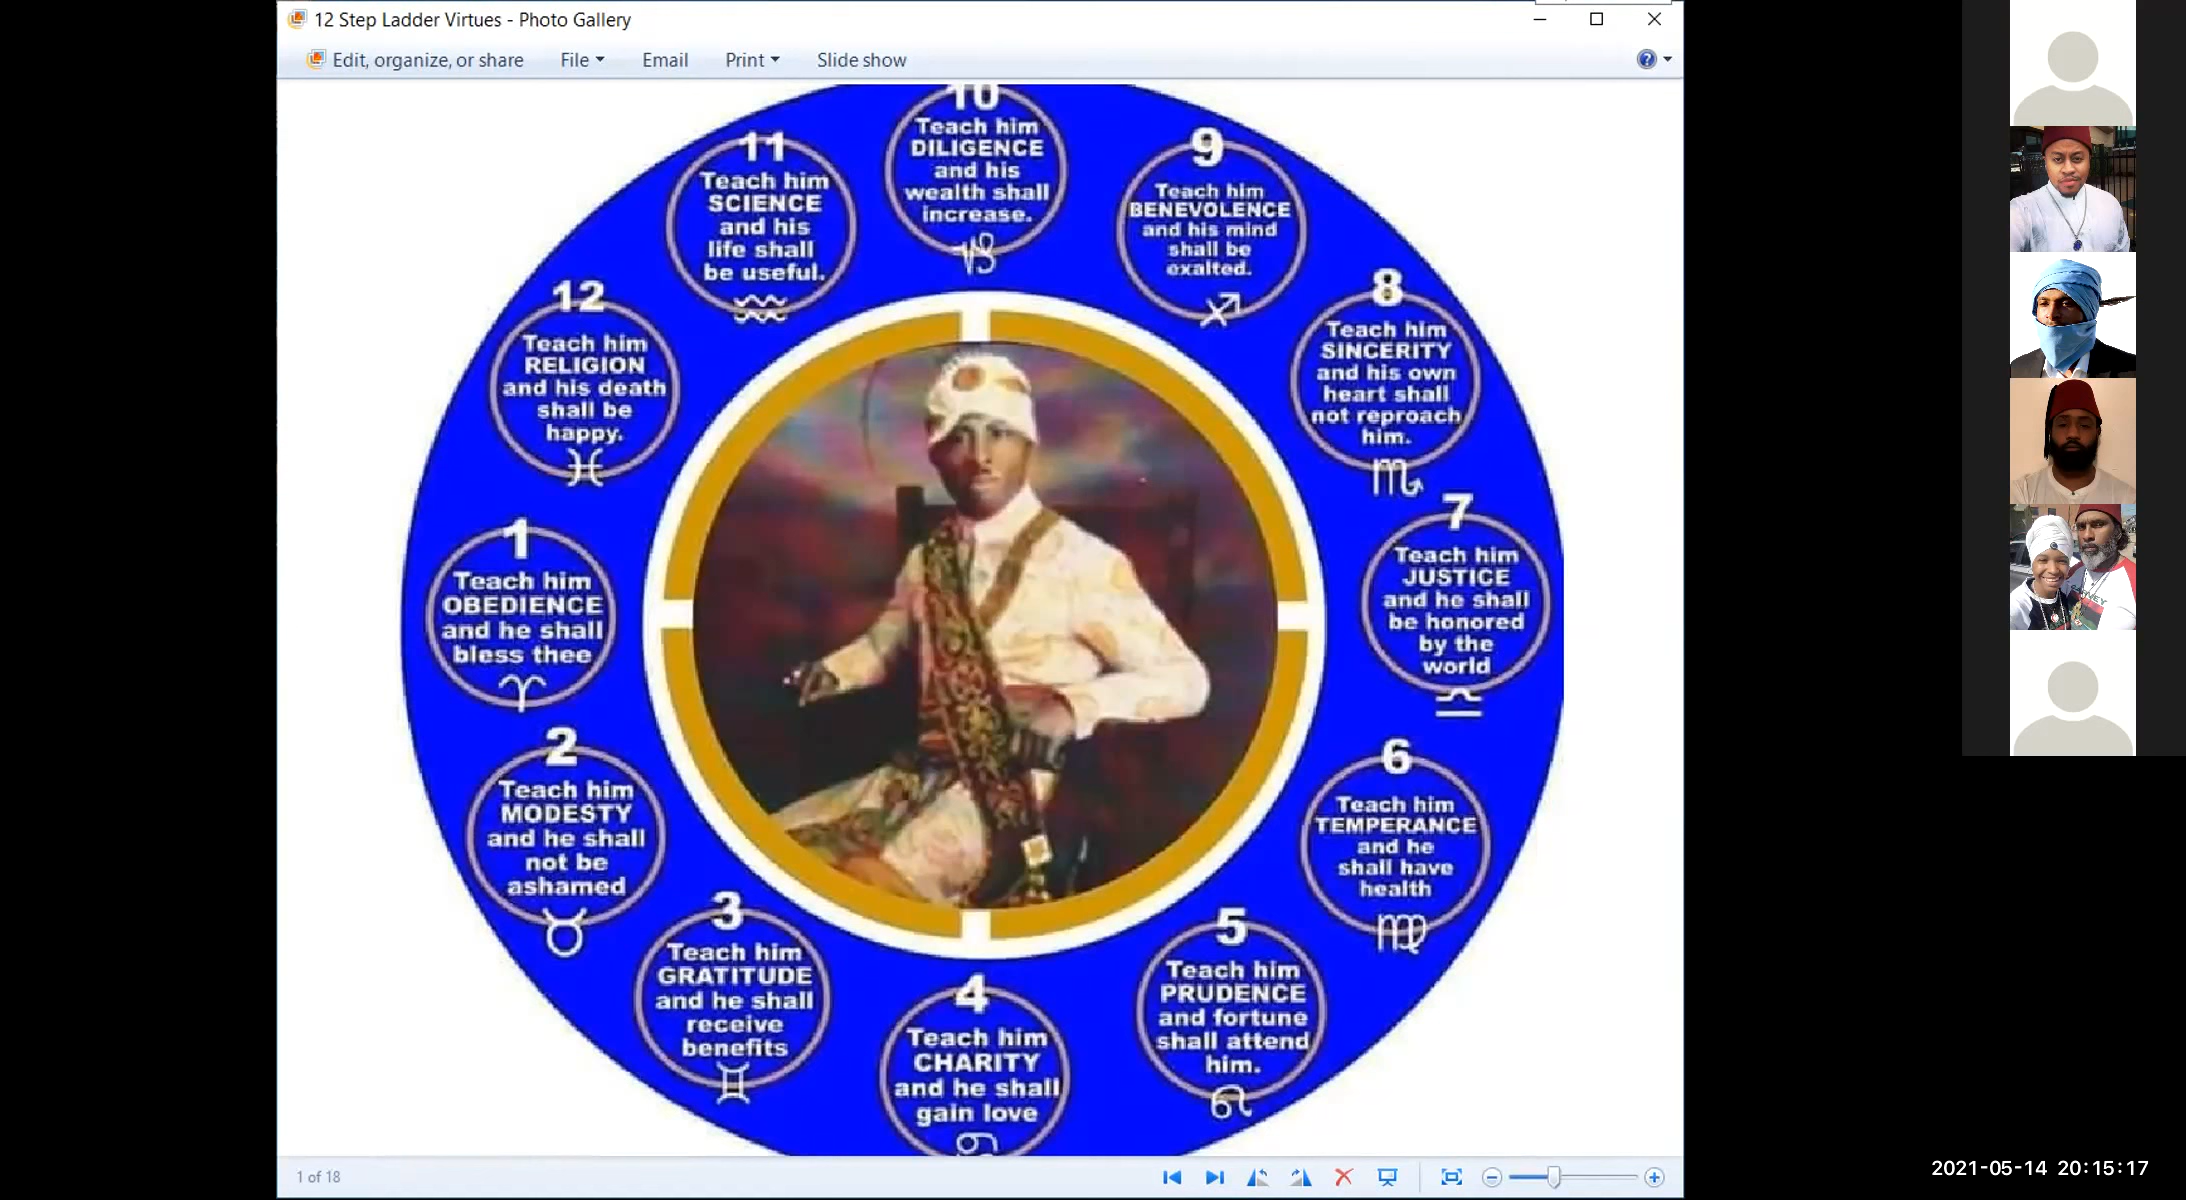 12 Step Ladder Virtues - Photo Gallery
Edit, organize, or share File Email Print Slide show
10
Teach him
DILIGENCE
and his
wealth shall
increase.
11
Teach him
SCIENCE
and his
life shall
be useful.
9
Teach him
BENEVOLENCE
and his mind
shall be
exalted.
12
Teach him
RELIGION
and his death
shall be
happy.
8
Teach him
SINCERITY
and his own
heart shall
not reproach
him.
1
Teach him
OBEDIENCE
and he shall
bless thee
7
Teach him
JUSTICE
and he shall
be honored
by the
world
2
Teach him
MODESTY
and he shall
not be
ashamed
6
Teach him
TEMPERANCE
and he
shall have
health
3
Teach him
GRATITUDE
and he shall
receive
benefits
5
Teach him
PRUDENCE
and fortune
shall attend
him.
4
Teach him
CHARITY
and he shall
gain love
1 of 18
2021-05-14 20:15:17